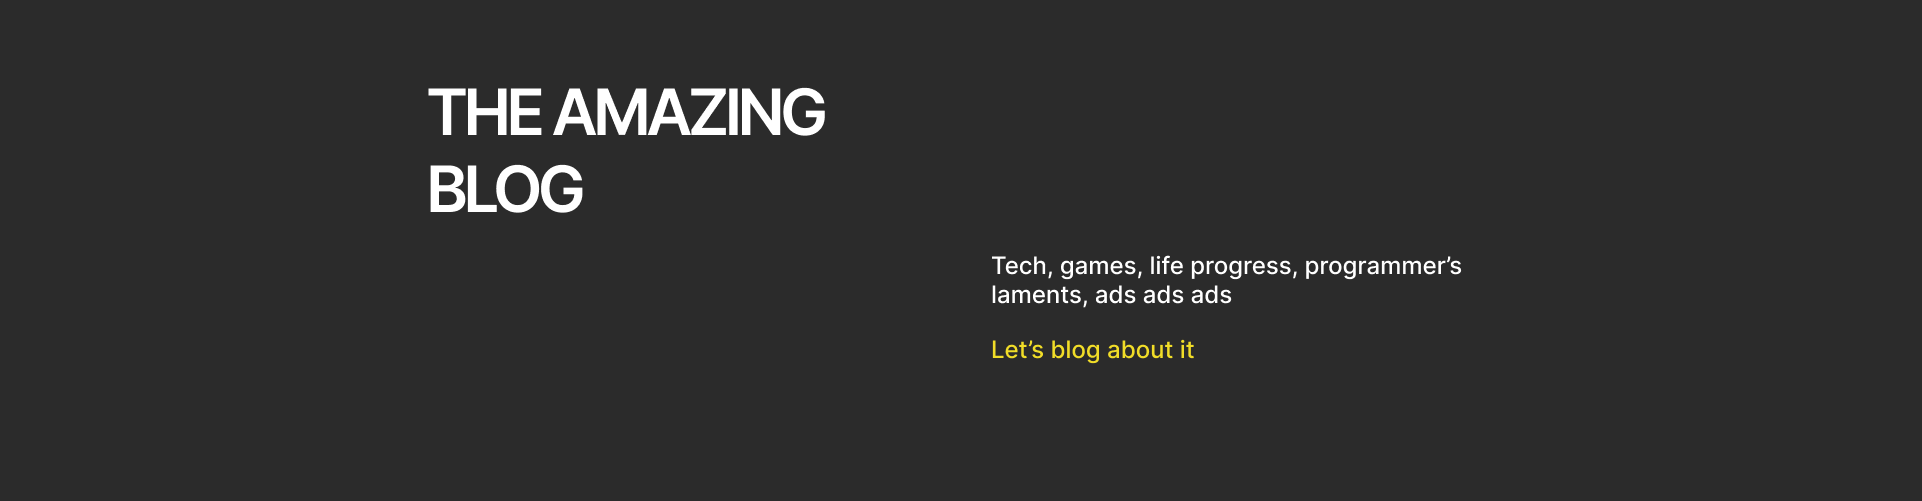 THE AMAZING
BLOG
Tech, games, life progress, programmer’s
laments, ads ads ads
Let’s blog about it